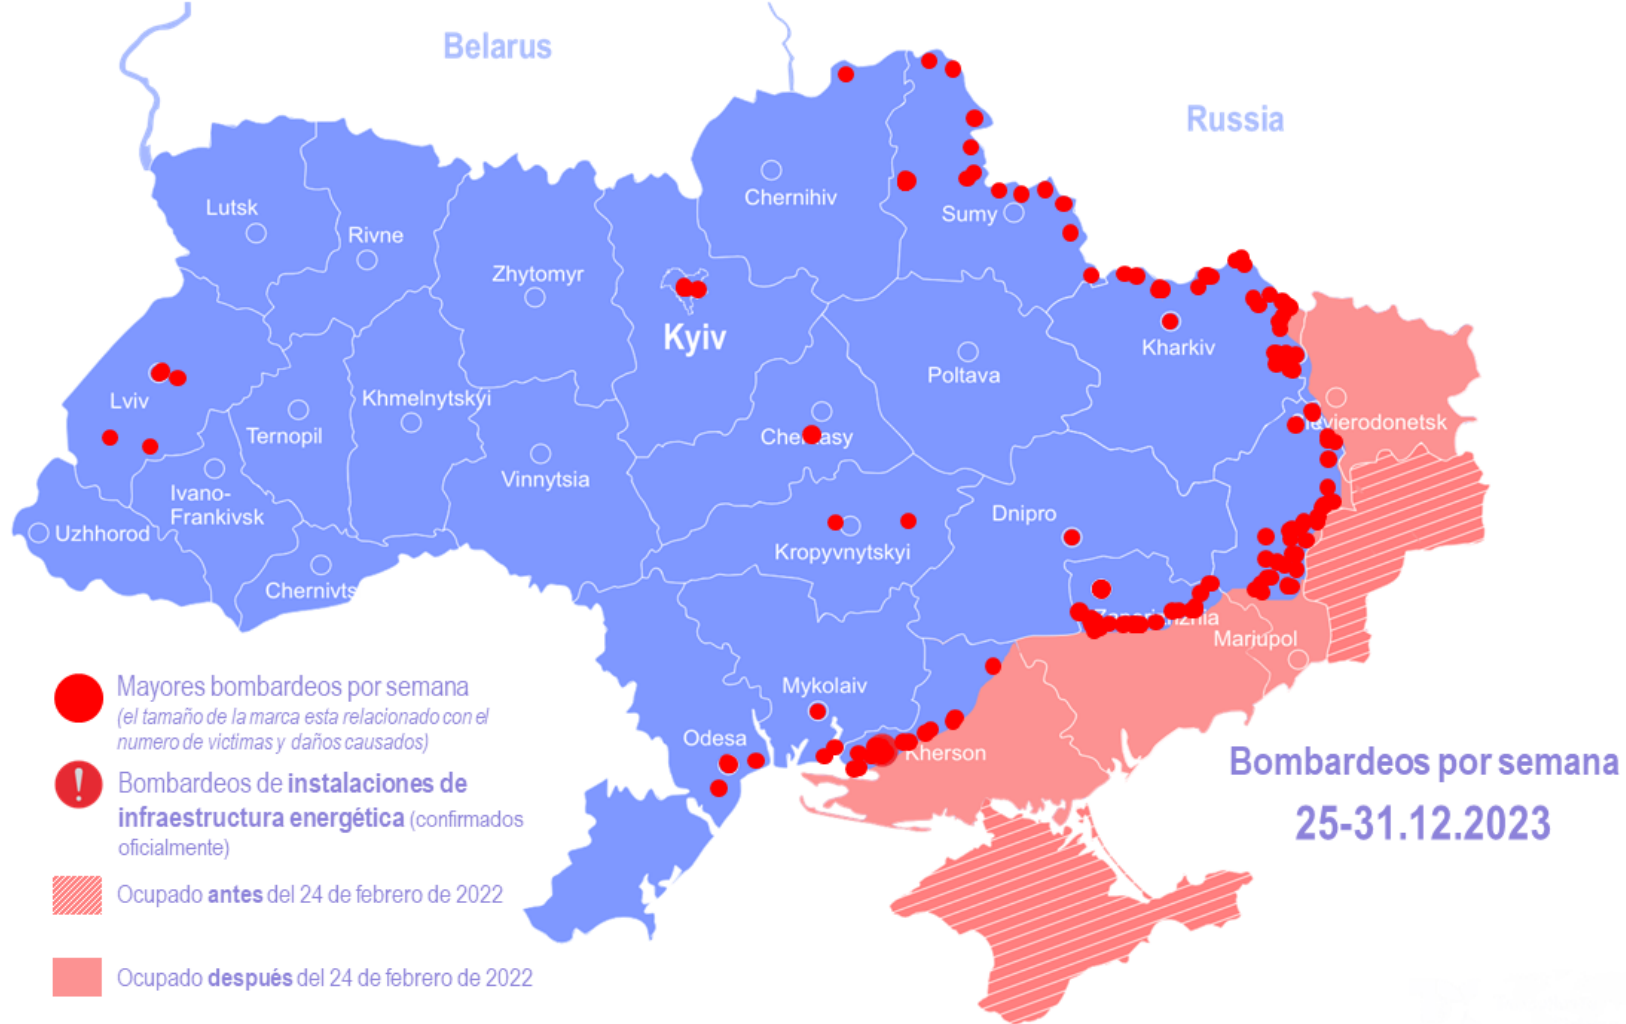 Belarus
Russia
Chernihiv
Lutsk
Sumy
Rivne
Zhytomyr
Kyiv
Kharkiv
Poltava
Lviv
Khmelnytskyi
Ternopil
Vinnytsia
Ivano-
Frankivsk
Dnipro
Uzhhorod
Kropyvnytskyi
Chernivts
Mariupol
Mykolaiv
Odesa
Kherson
Mayores bombardeos por semana
(el tamaño de la marca esta relacionado con el
numero de victimas y daños causados)
!
Bombardeos de instalaciones de
infraestructura energética (confirmados
oficialmente)
Ocupado antes del 24 de febrero de 2022
Ocupado después del 24 de febrero de 2022
Bombardeos por semana
25-31.12.2023